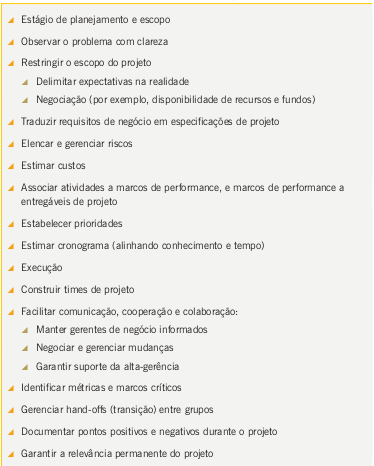 Estágio de planejamento e escopo
Observar o problema com clareza
Restringir o escopo do projeto
Delimitar expectativas na realidade
Negociação (por exemplo, disponibilidade de recursos e fundos)
Traduzir requisitos de negócio em especificações de projeto
Elencar e gerenciar riscos
Estimar custos
Associar atividades a marcos de performance, e marcos de performance a
entregáveis de projeto
Estabelecer prioridades
Estimar cronograma (alinhando conhecimento e tempo)
Execução
Construir times de projeto
Facilitar comunicação, cooperação e colaboração:
Manter gerentes de negócio informados
Negociar e gerenciar mudanças
Garantir suporte da alta-gerência
Identificar métricas e marcos críticos
Gerenciar hand-offs (transição) entre grupos
Documentar pontos positivos e negativos durante o projeto
Garantir a relevância permanente do projeto